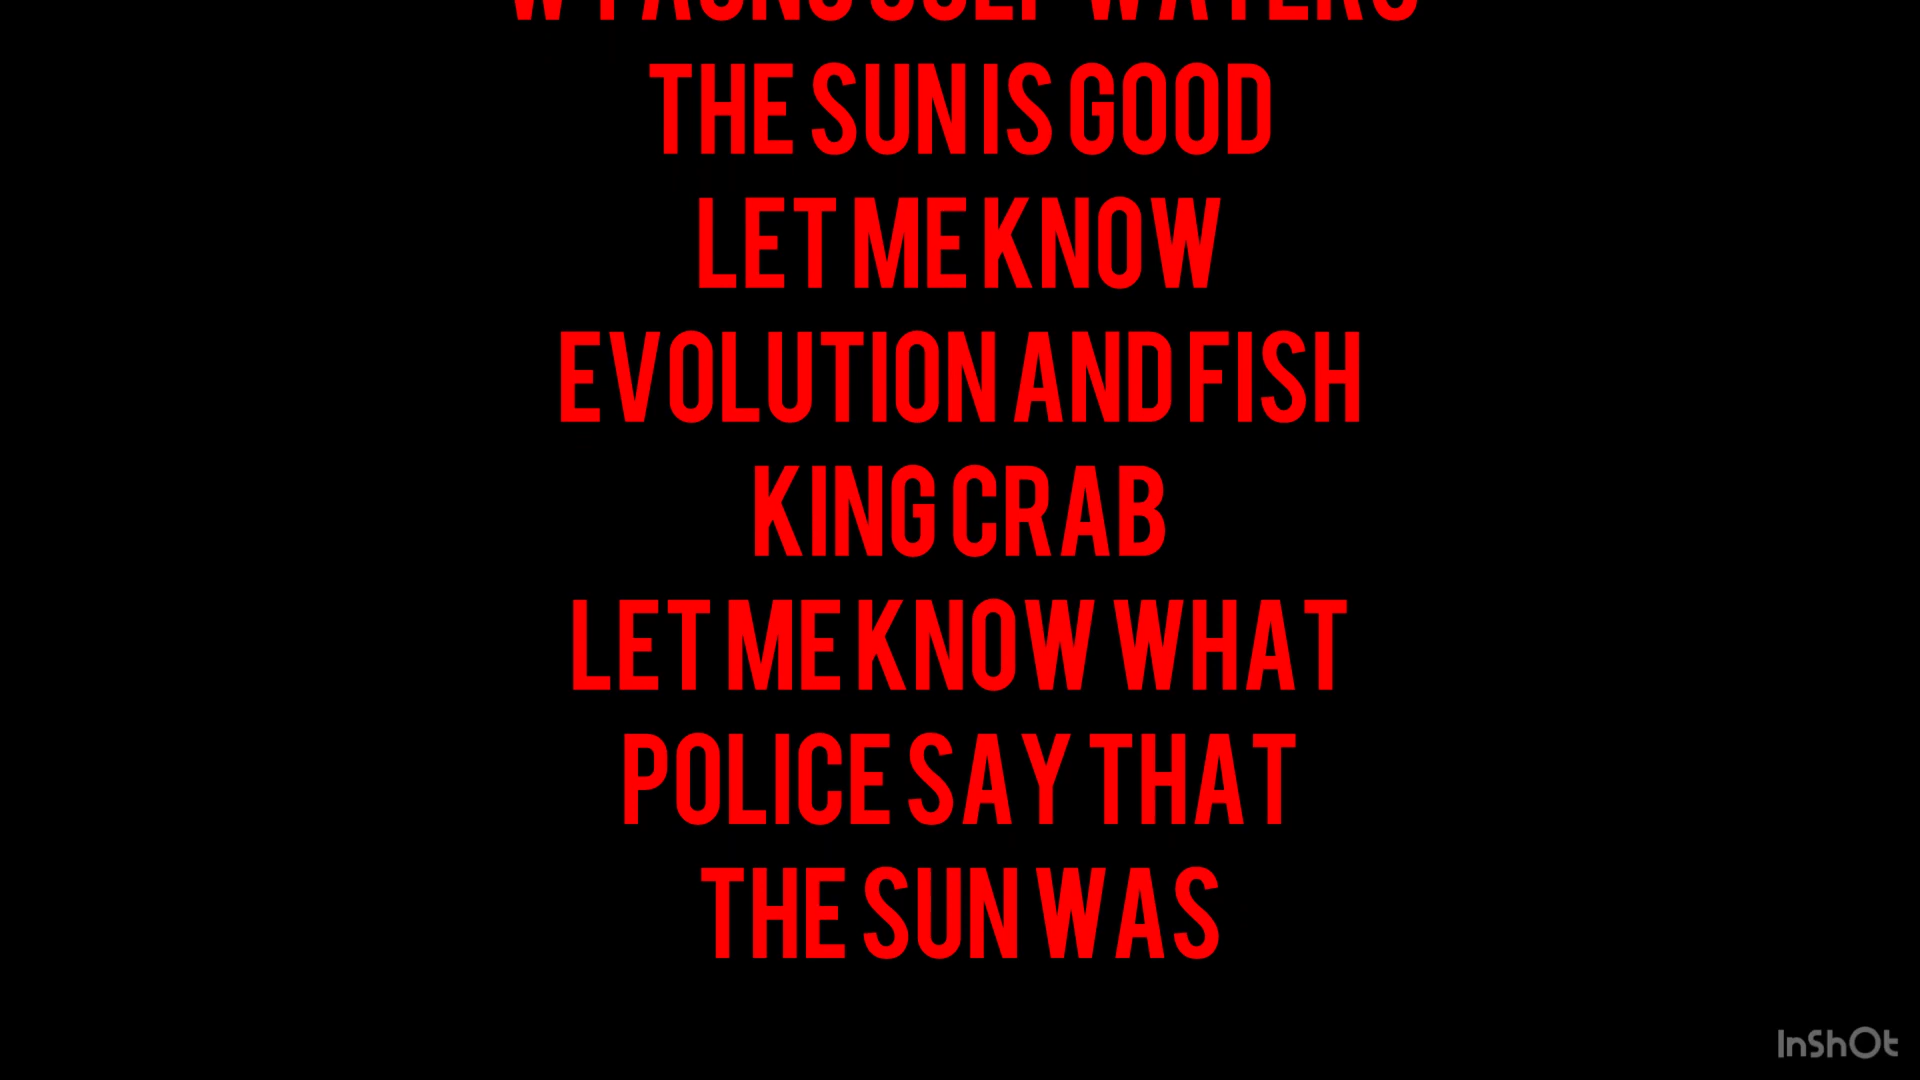 WATERS
THE SUN IS GOOD
LET ME KNOW
EVOLUTION AND FISH
KING CRAB
LET ME KNOW WHAT
POLICE SAY THAT
THE SUN WAS
InShOt